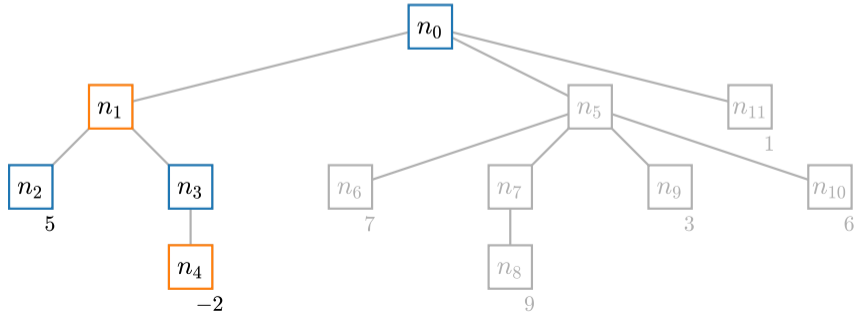 n₀
n₁ n₅ n₁₁
1
n₂ n₃ n₆ n₇ n₉ n₁₀
5 7 3 6
n₄ n₈
−2 9